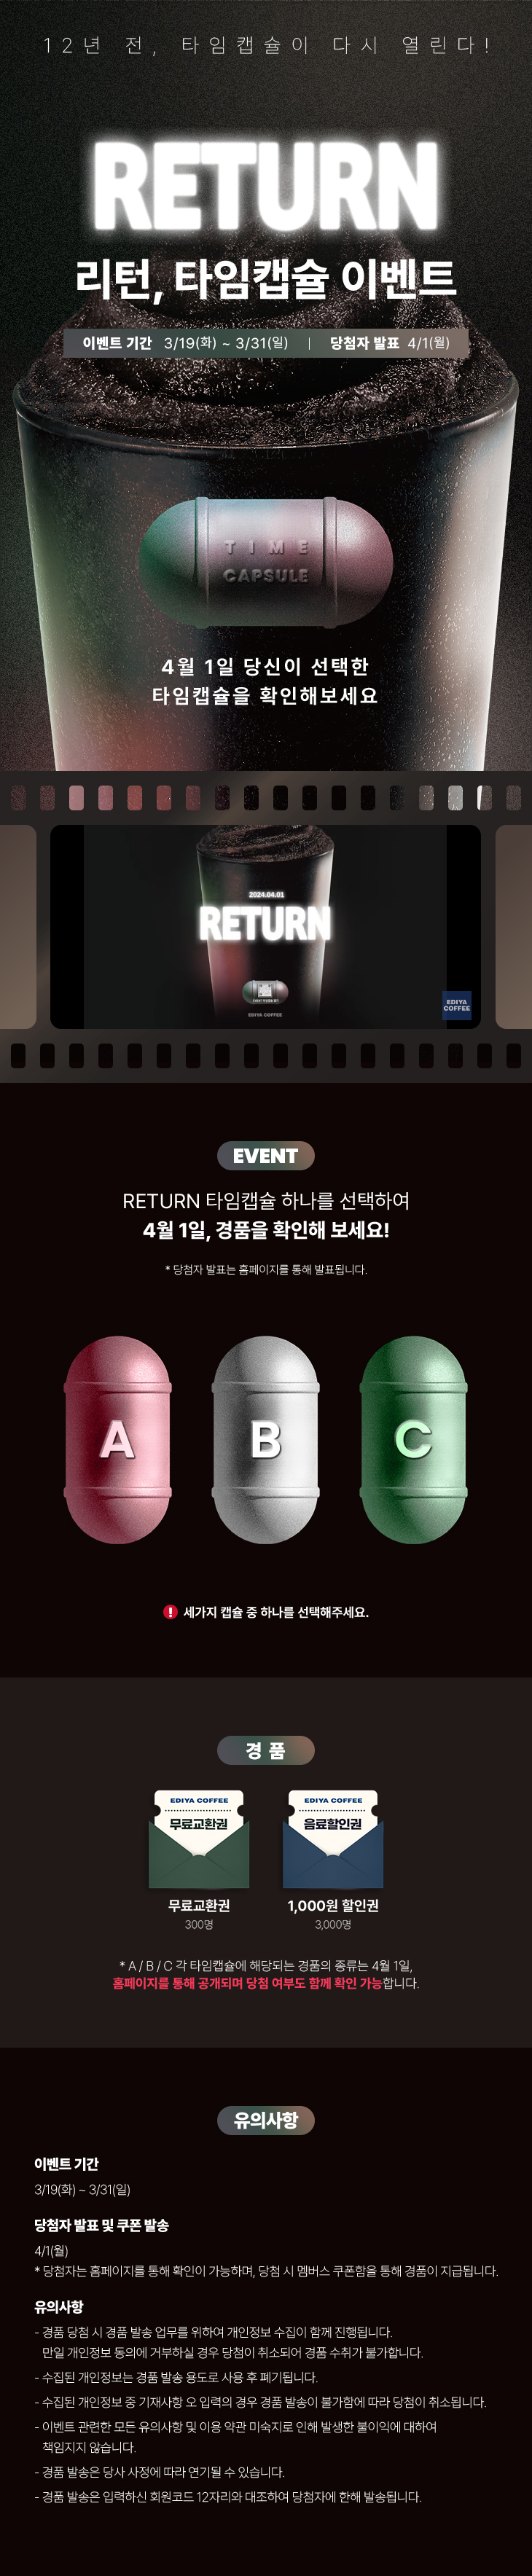 12년 전, 타임캡슐이 다시 열린다!
RETURN
리턴, 타임캡슐 이벤트
이벤트 기간 3/19(화) ~ 3/31(일) | 당첨자 발표 4/1(월)
TIME
CAPSULE
4월 1일 당신이 선택한
타임캡슐을 확인해보세요
2024.04.01
RETURN
EDIYA COFFEE
EDIYA
COFFEE
EVENT
RETURN 타임캡슐 하나를 선택하여
4월 1일, 경품을 확인해 보세요!
* 당첨자 발표는 홈페이지를 통해 발표됩니다.
A B C
! 세가지 캡슐 중 하나를 선택해주세요.
경 품
EDIYA COFFEE EDIYA COFFEE
무료교환권 음료할인권
무료교환권 1,000원 할인권
300명 3,000명
* A / B / C 각 타임캡슐에 해당되는 경품의 종류는 4월 1일,
홈페이지를 통해 공개되며 당첨 여부도 함께 확인 가능합니다.
유의사항
이벤트 기간
3/19(화) ~ 3/31(일)
당첨자 발표 및 쿠폰 발송
4/1(월)
* 당첨자는 홈페이지를 통해 확인이 가능하며, 당첨 시 멤버스 쿠폰함을 통해 경품이 지급됩니다.
유의사항
- 경품 당첨 시 경품 발송 업무를 위하여 개인정보 수집이 함께 진행됩니다.
만일 개인정보 동의에 거부하실 경우 당첨이 취소되어 경품 수취가 불가합니다.
- 수집된 개인정보는 경품 발송 용도로 사용 후 폐기됩니다.
- 수집된 개인정보 중 기재사항 오 입력의 경우 경품 발송이 불가함에 따라 당첨이 취소됩니다.
- 이벤트 관련한 모든 유의사항 및 이용 약관 미숙지로 인해 발생한 불이익에 대하여
책임지지 않습니다.
- 경품 발송은 당사 사정에 따라 연기될 수 있습니다.
- 경품 발송은 입력하신 회원코드 12자리와 대조하여 당첨자에 한해 발송됩니다.